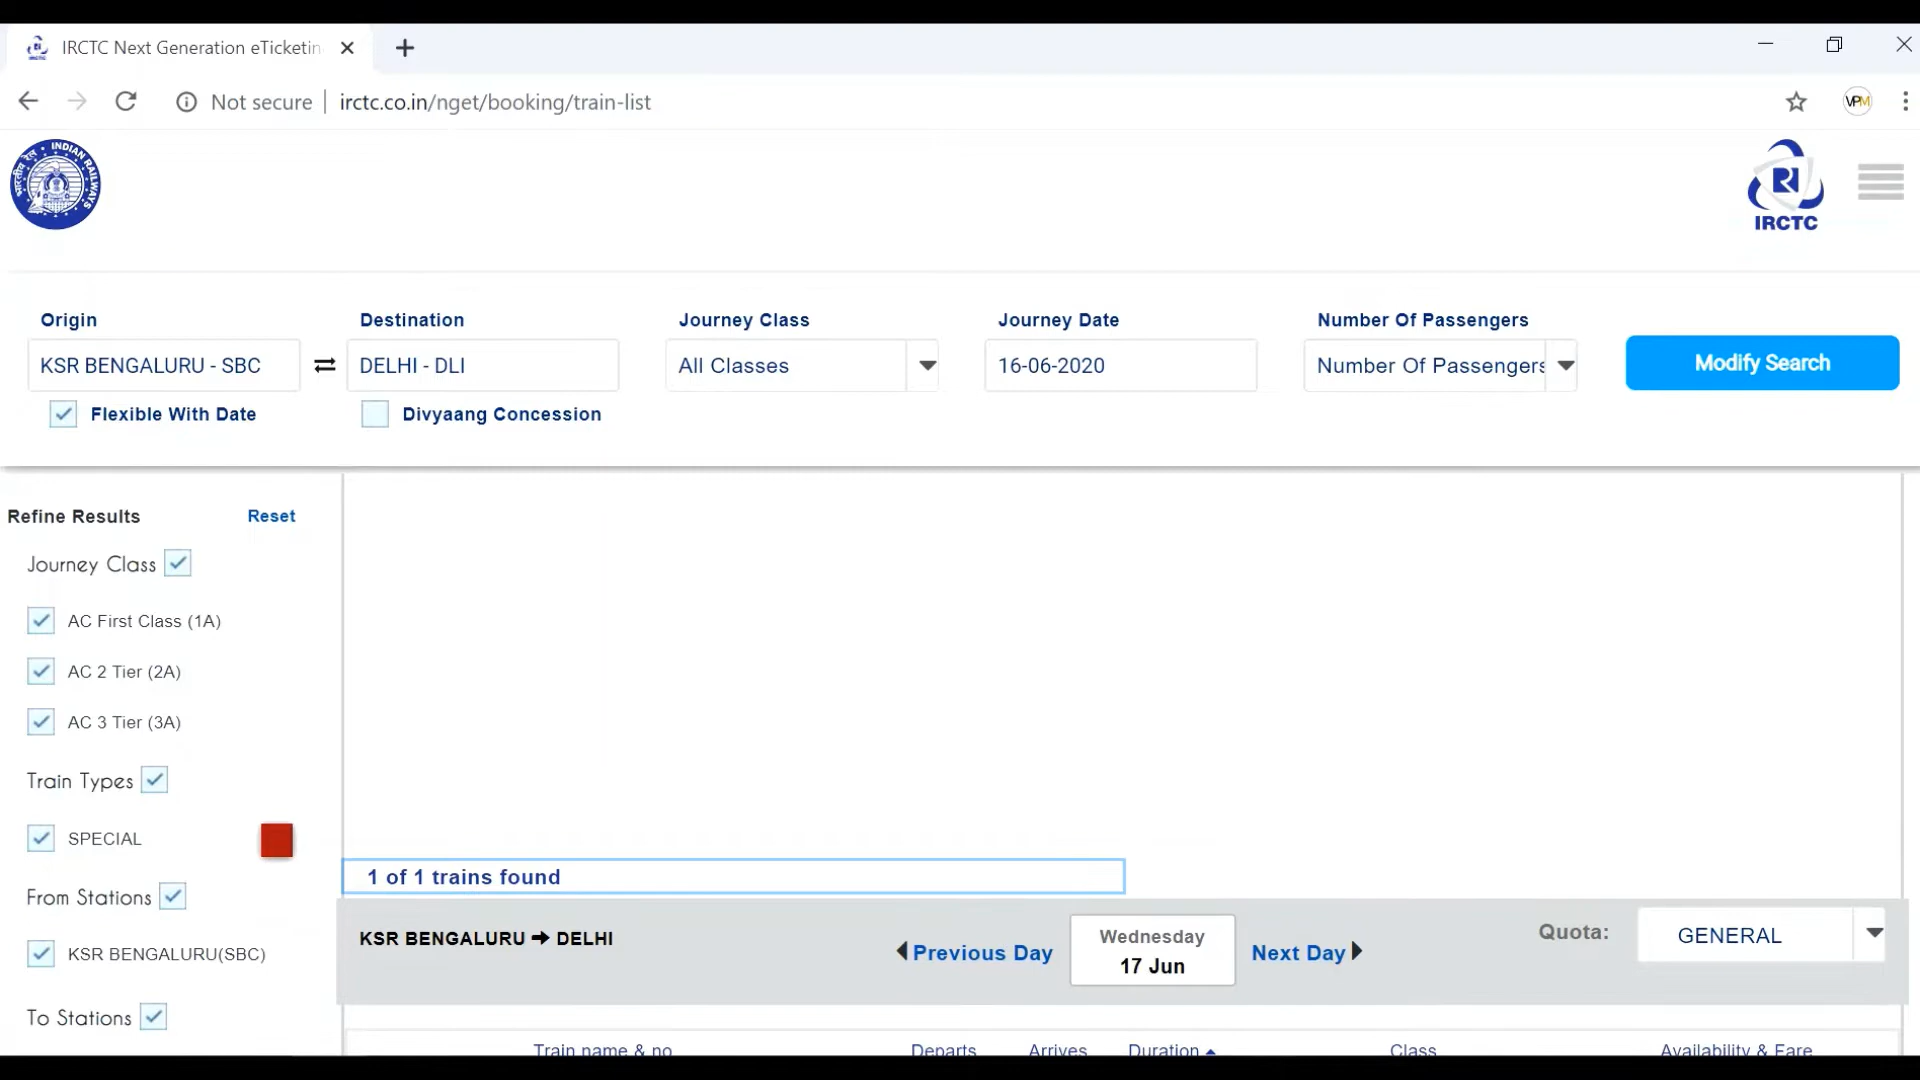 IRCTC Next Generation eTicketin
Not secure
irctc.co.in/nget/booking/train-list
VPM
INDIAN RAILWAYS
भारतीय रेल
IRCTC
Origin
Destination
Journey Class
Journey Date
Number Of Passengers
KSR BENGALURU - SBC
DELHI - DLI
All Classes
16-06-2020
Number Of Passengers
Modify Search
Flexible With Date
Divyaang Concession
Refine Results
Reset
Journey Class
AC First Class (1A)
AC 2 Tier (2A)
AC 3 Tier (3A)
Train Types
SPECIAL
From Stations
KSR BENGALURU(SBC)
To Stations
1 of 1 trains found
KSR BENGALURU → DELHI
Previous Day
Wednesday
17 Jun
Next Day
Quota:
GENERAL
Train name & no
Departs
Arrives
Duration
Class
Availability & Fare